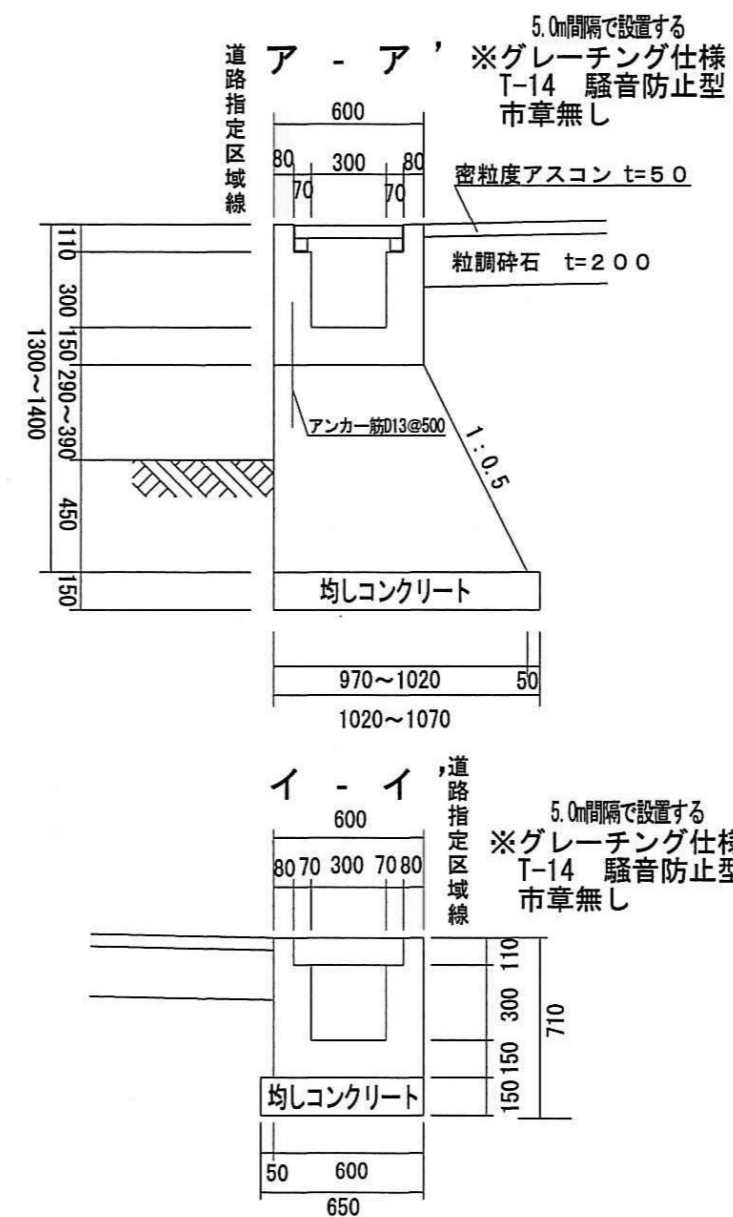 5.0m間隔で設置する
ア - ア'
※グレーチング仕様
T-14 騒音防止型
市章無し
道路指定区域線
600
80 300 80
70 70
密粒度アスコン t=50
粒調砕石 t=200
110
300
150
290~390
450
150
1300~1400
アンカー筋D13@500
1:0.5
均しコンクリート
970~1020 50
1020~1070
イ - イ'
道路指定区域線
5.0m間隔で設置する
※グレーチング仕様
T-14 騒音防止型
市章無し
600
80 70 300 70 80
110
300
150
150
710
均しコンクリート
50 600
650